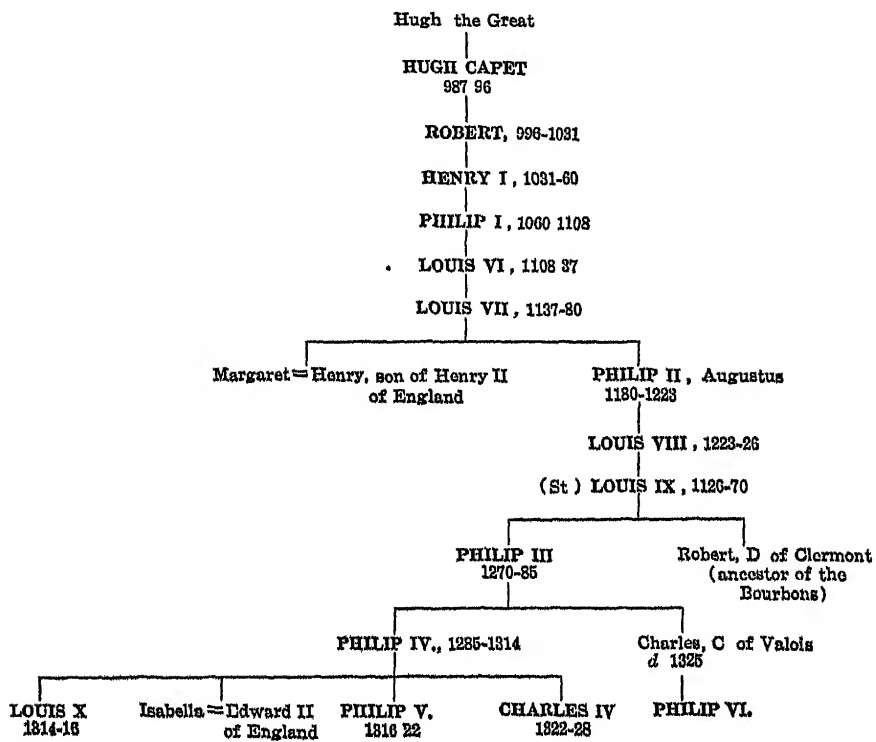 Hugh the Great
HUGH CAPET
987 96
ROBERT, 996-1031
HENRY I, 1031-60
PHILIP I, 1060 1108
LOUIS VI, 1108 37
LOUIS VII, 1137-80
Margaret = Henry, son of Henry II
of England
PHILIP II, Augustus
1180-1223
LOUIS VIII, 1223-26
(St) LOUIS IX, 1126-70
PHILIP III
1270-85
Robert, D of Clermont
(ancestor of the
Bourbons)
PHILIP IV., 1285-1314
Charles, C of Valois
d 1325
LOUIS X
1314-16
Isabella = Edward II
of England
PHILIP V.
1316 22
CHARLES IV
1322-28
PHILIP VI.